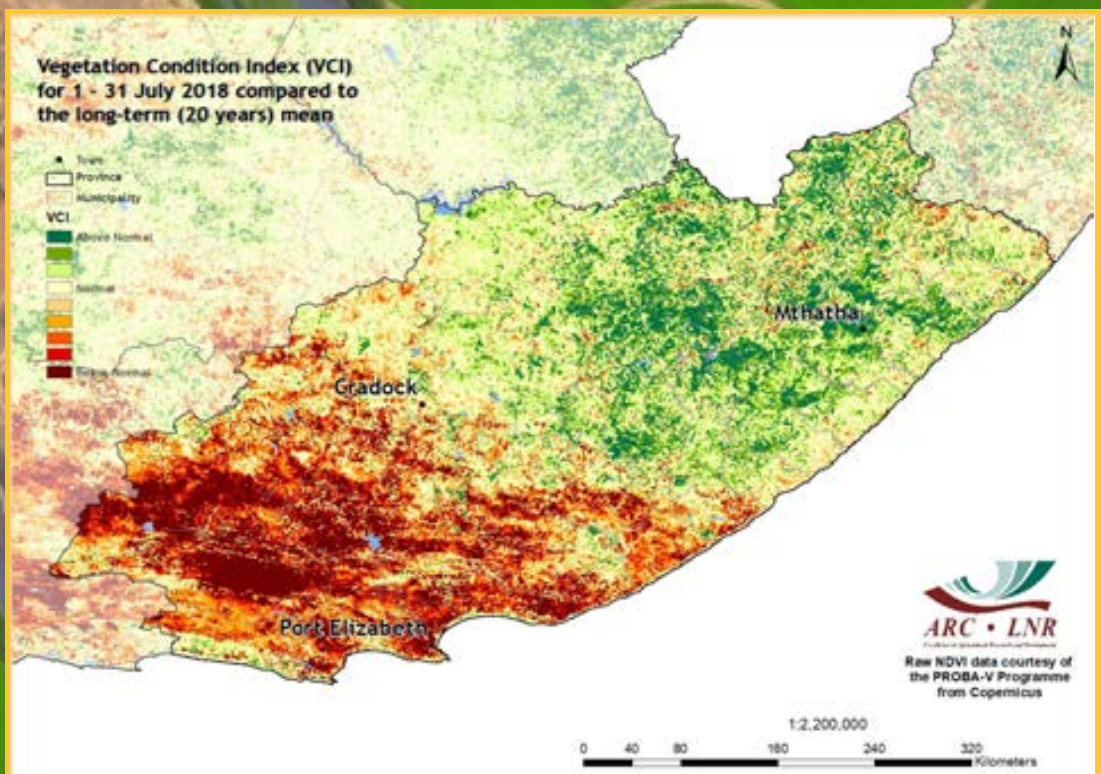 Vegetation Condition Index (VCI)
for 1 - 31 July 2018 compared to
the long-term (20 years) mean
N
Town
Province
Municipality
VCI
Above Normal
Normal
Below Normal
Mthatha
Cradock
Port Elizabeth
ARC • LNR
Raw NDVI data courtesy of
the PROBA-V Programme
from Copernicus
1:2,200,000
0 40 80 160 240 320
Kilometers